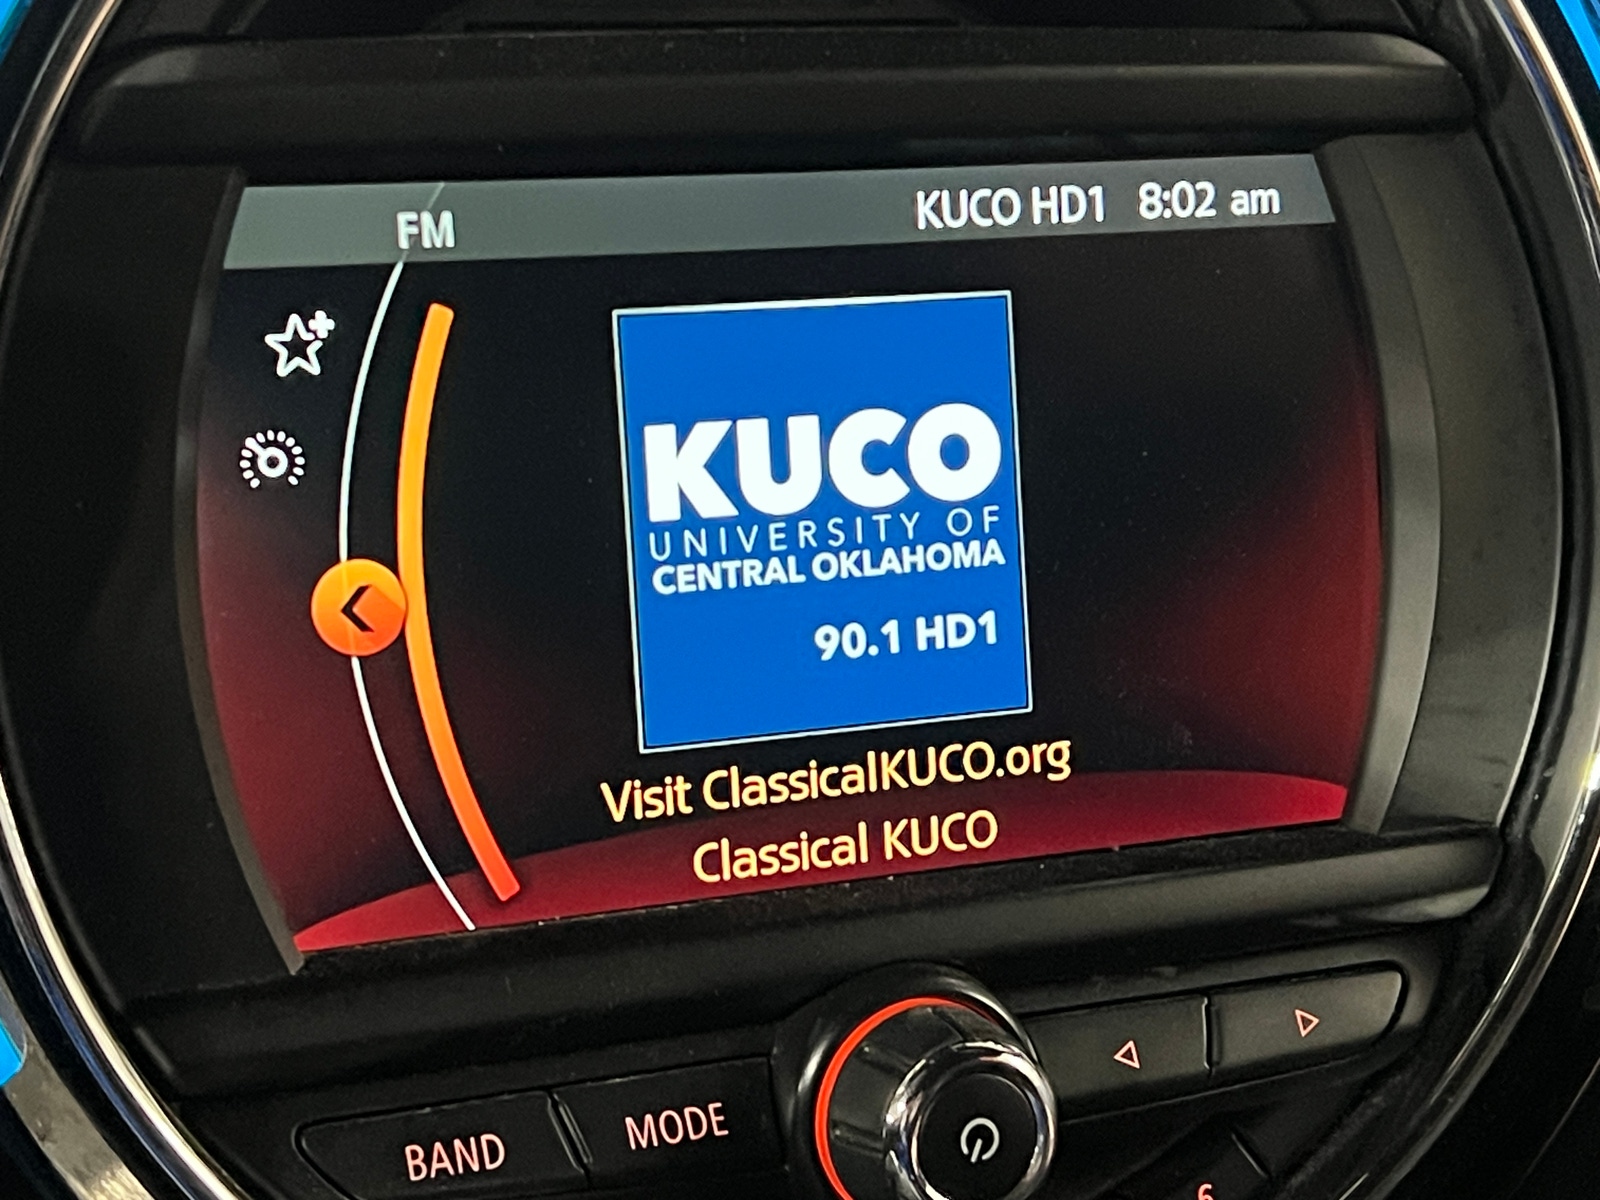 FM
KUCO HD1 8:02 am
KUCO
UNIVERSITY OF
CENTRAL OKLAHOMA
90.1 HD1
Visit ClassicalKUCO.org
Classical KUCO
BAND
MODE
6